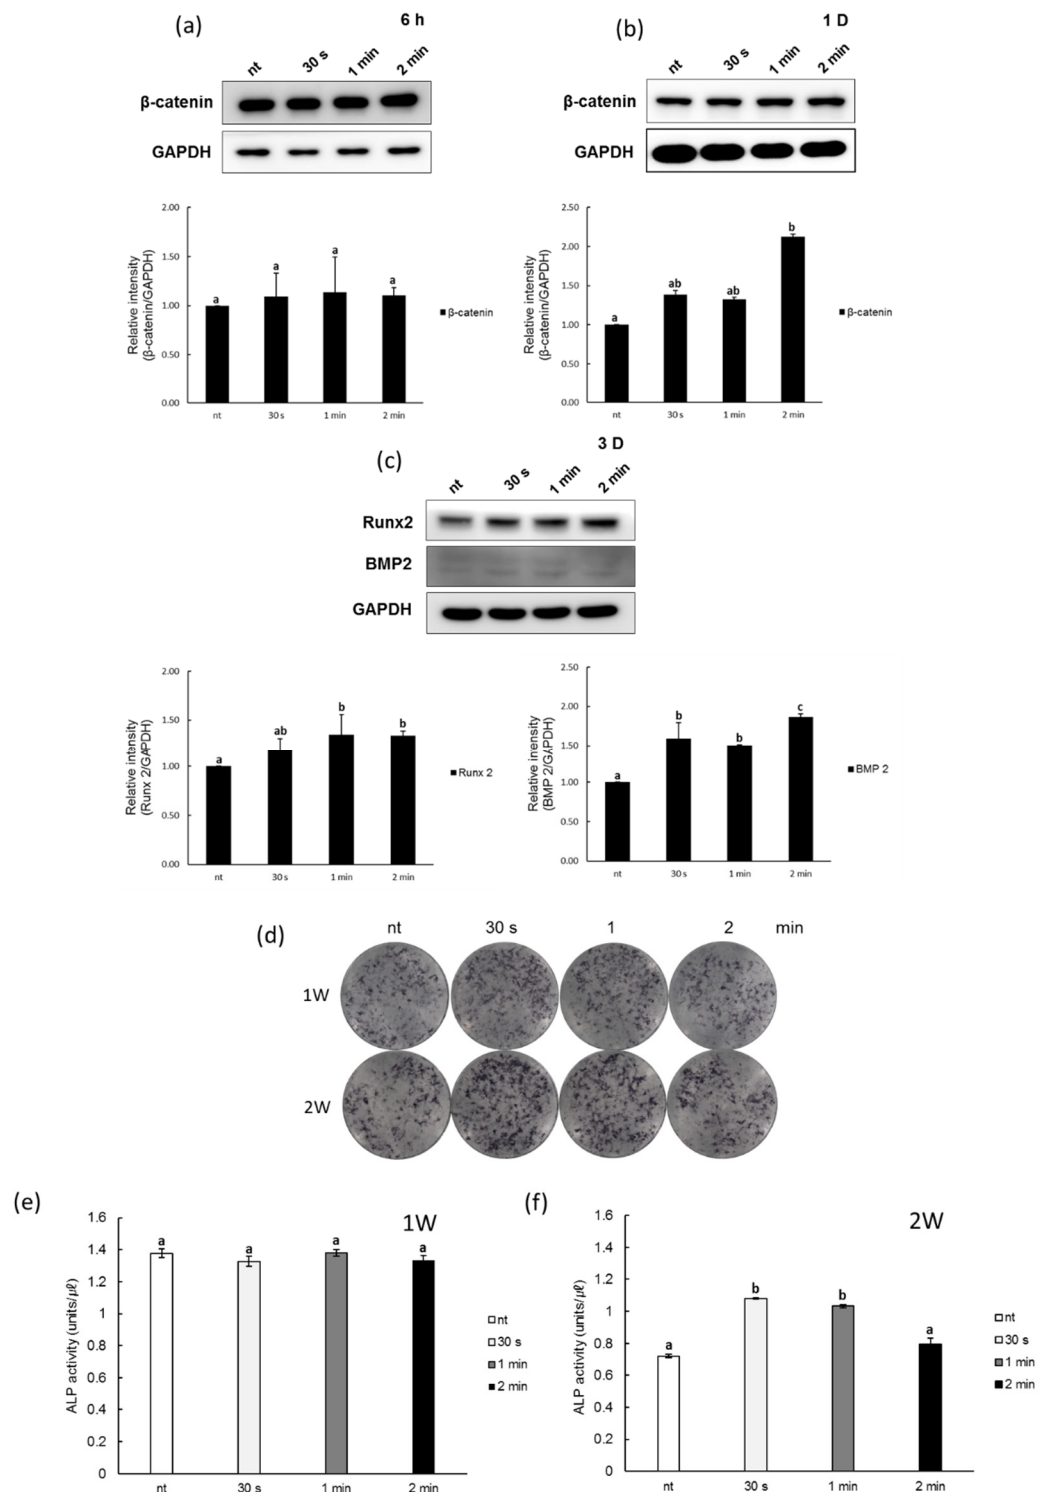 (a)
6 h
nt 30 s 1 min 2 min
β-catenin
GAPDH
Relative intensity
(β-catenin/GAPDH)
2.00
1.50
1.00
0.50
0.00
a a a a
nt 30 s 1 min 2 min
β-catenin
(b)
1 D
nt 30 s 1 min 2 min
β-catenin
GAPDH
Relative intensity
(β-catenin/GAPDH)
2.50
2.00
1.50
1.00
0.50
0.00
a ab ab b
nt 30 s 1 min 2 min
β-catenin
(c)
3 D
nt 30 s 1 min 2 min
Runx2
BMP2
GAPDH
Relative intensity
(Runx 2/GAPDH)
2.00
1.50
1.00
0.50
0.00
a ab b b
nt 30 s 1 min 2 min
Runx 2
Relative intensity
(BMP 2/GAPDH)
2.50
2.00
1.50
1.00
0.50
0.00
a b b c
nt 30 s 1 min 2 min
BMP 2
(d)
nt 30 s 1 2 min
1W
2W
(e)
1W
ALP activity (units/㎕)
1.6
1.4
1.2
1
0.8
0.6
0.4
0.2
0
a a a a
nt 30 s 1 min 2 min
nt
30 s
1 min
2 min
(f)
2W
ALP activity (units/㎕)
1.6
1.4
1.2
1
0.8
0.6
0.4
0.2
0
a b b a
nt 30 s 1 min 2 min
nt
30 s
1 min
2 min